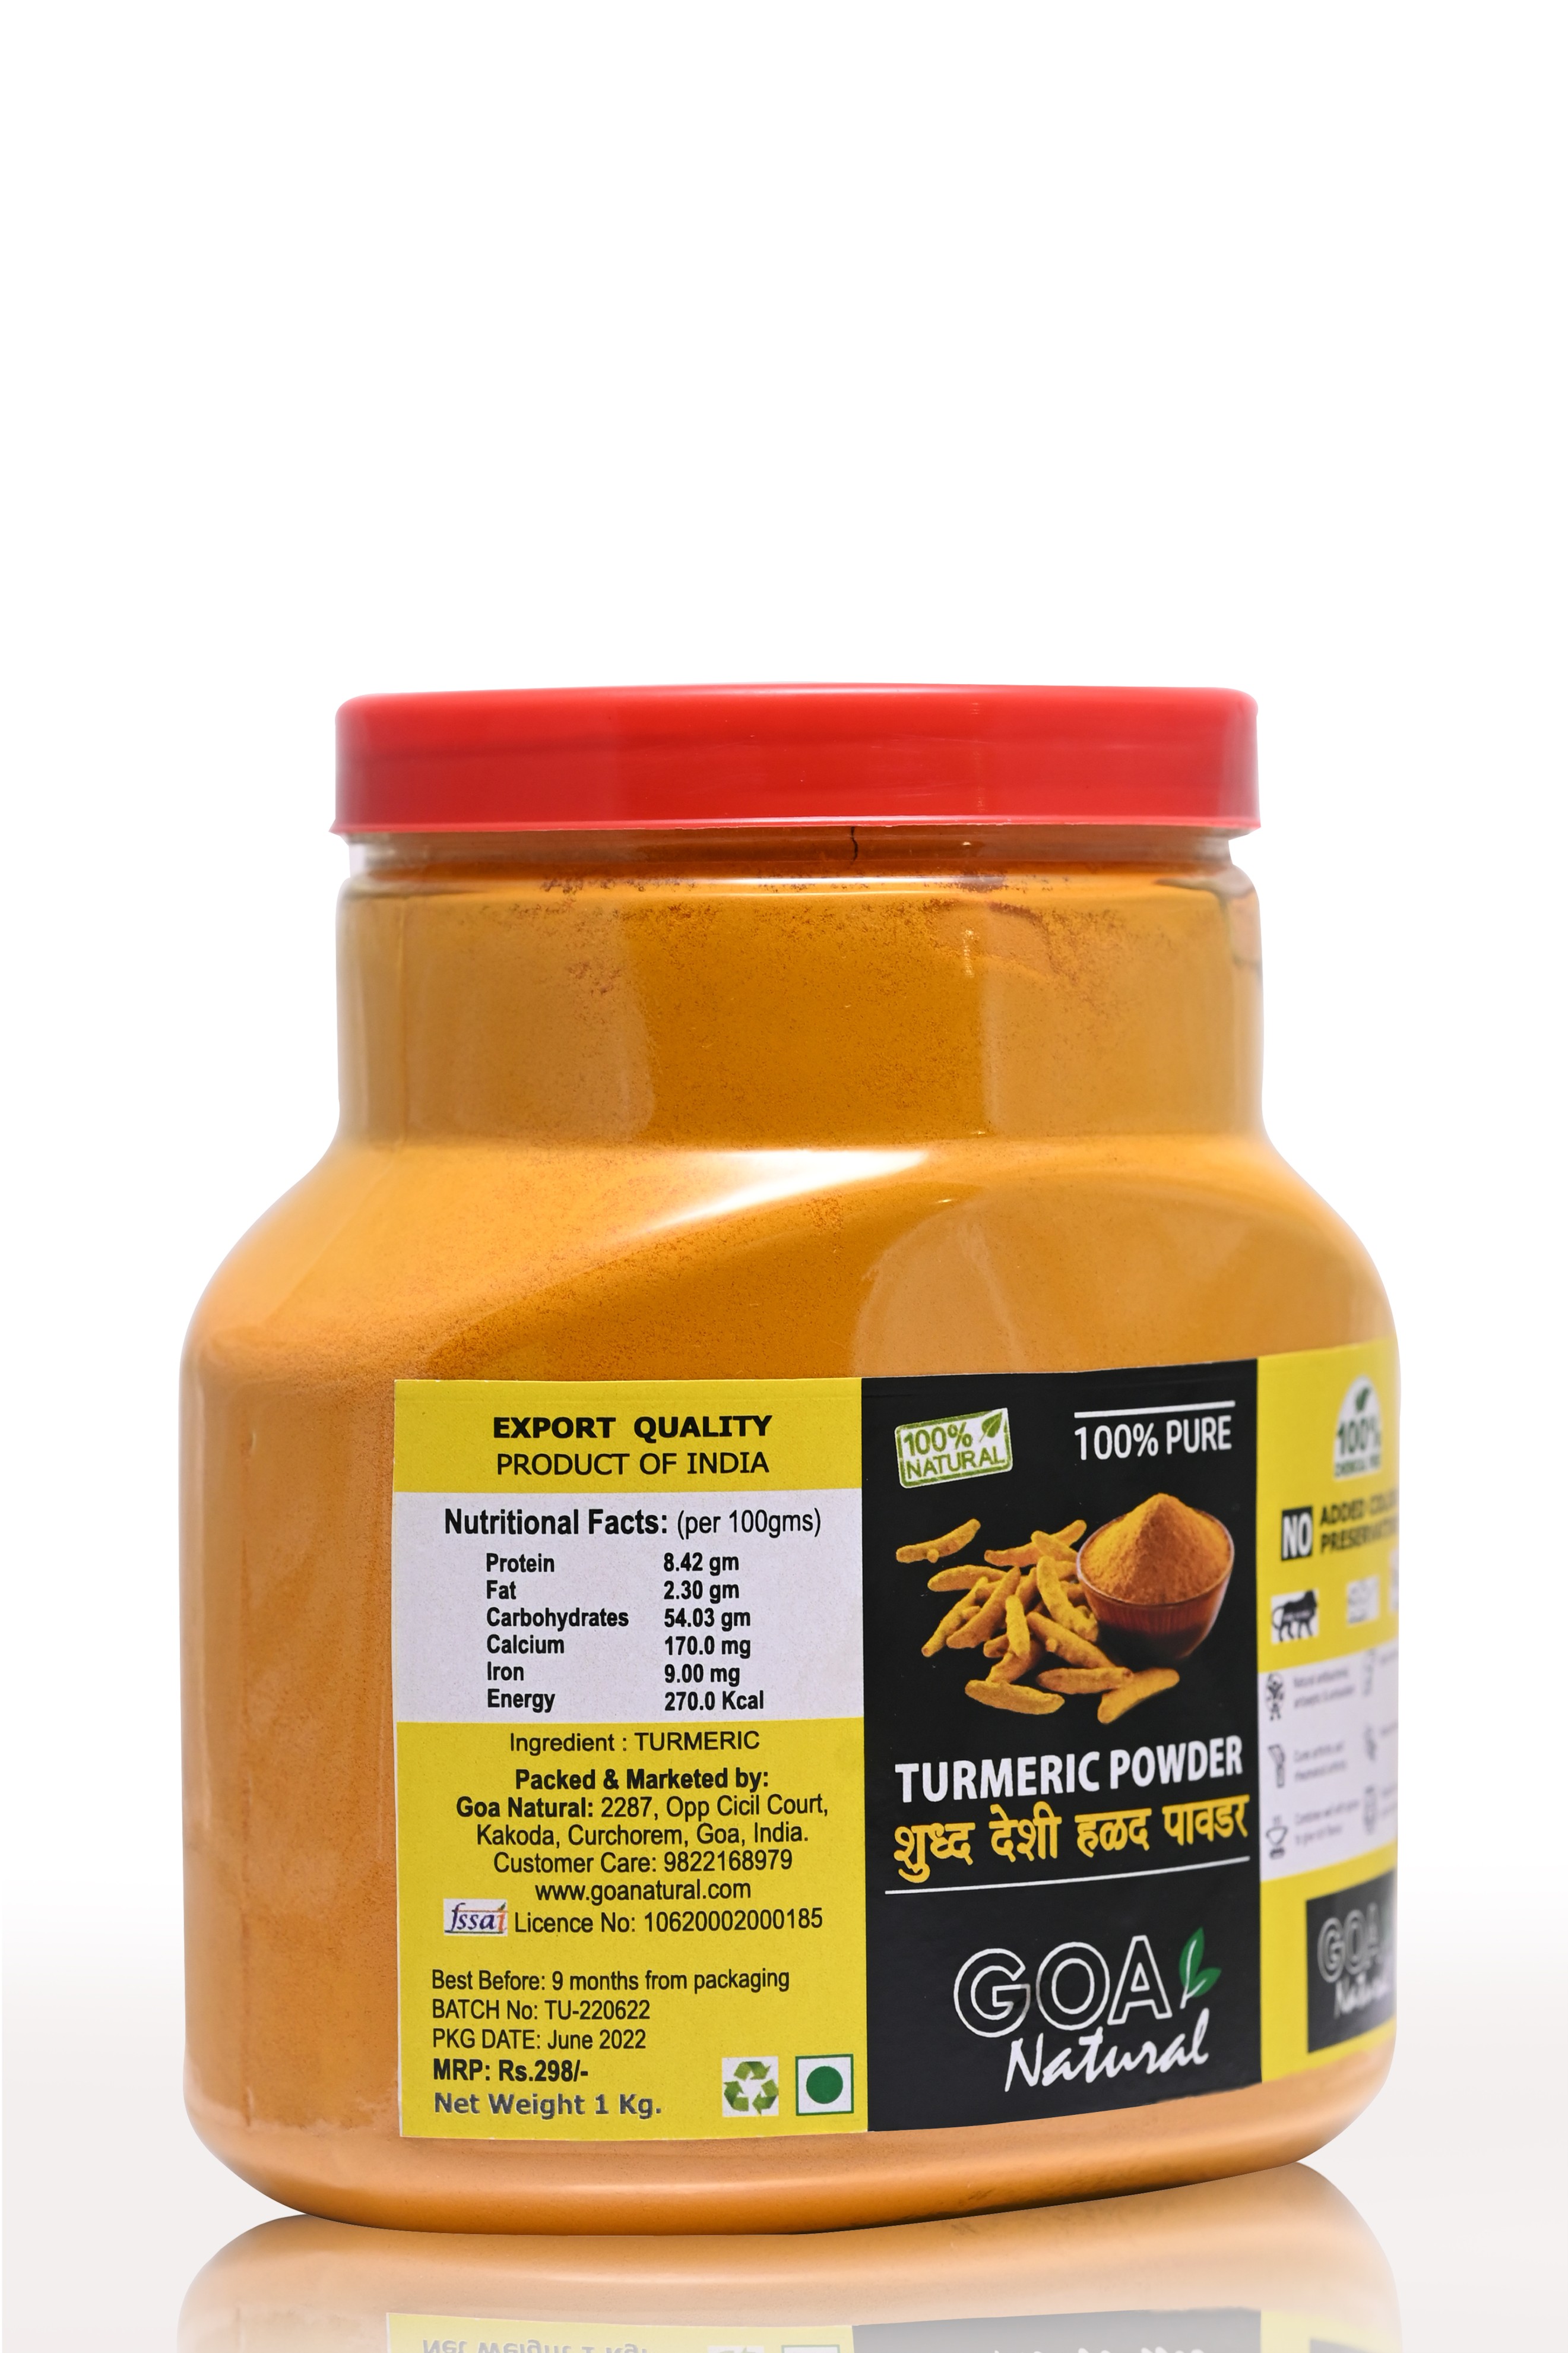 EXPORT QUALITY
PRODUCT OF INDIA
Nutritional Facts: (per 100gms)
Protein 8.42 gm
Fat 2.30 gm
Carbohydrates 54.03 gm
Calcium 170.0 mg
Iron 9.00 mg
Energy 270.0 Kcal
Ingredient : TURMERIC
Packed & Marketed by:
Goa Natural: 2287, Opp Cicil Court,
Kakoda, Curchorem, Goa, India.
Customer Care: 9822168979
www.goanatural.com
fssai Licence No: 10620002000185
Best Before: 9 months from packaging
BATCH No: TU-220622
PKG DATE: June 2022
MRP: Rs.298/-
Net Weight 1 Kg.
100%
NATURAL
100% PURE
TURMERIC POWDER
शुध्द देशी हळद पावडर
GOA
Natural
100%
NO ADDED
GOA
Natural